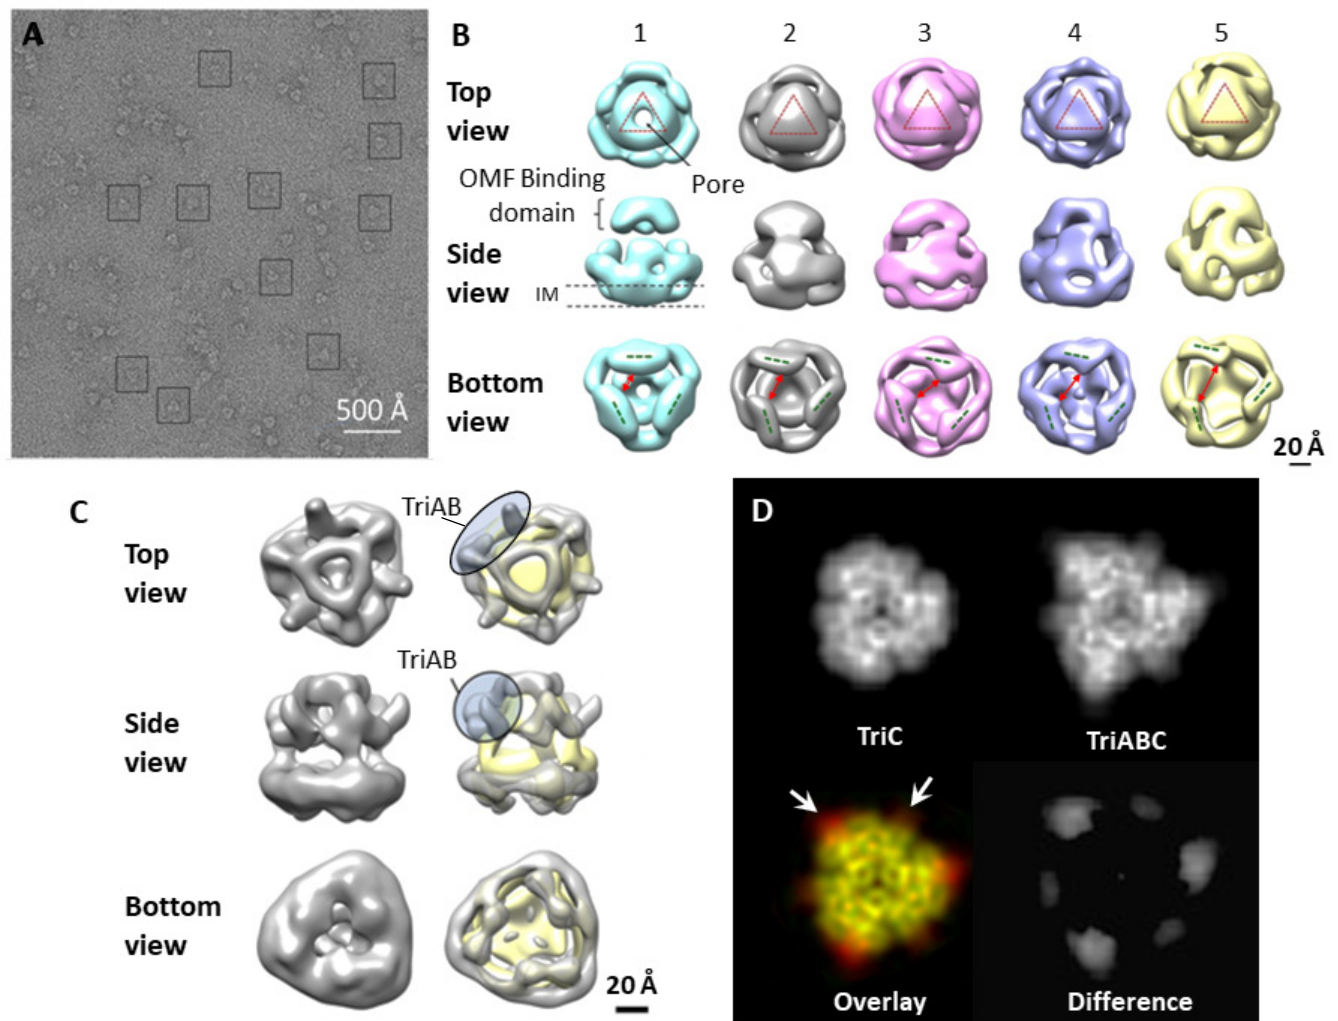 A
500 Å
B
1 2 3 4 5
Top
view
Pore
OMF Binding
domain
Side
view
IM
Bottom
view
20 Å
C
TriAB
Top
view
TriAB
Side
view
Bottom
view
20 Å
D
TriC
TriABC
Overlay
Difference